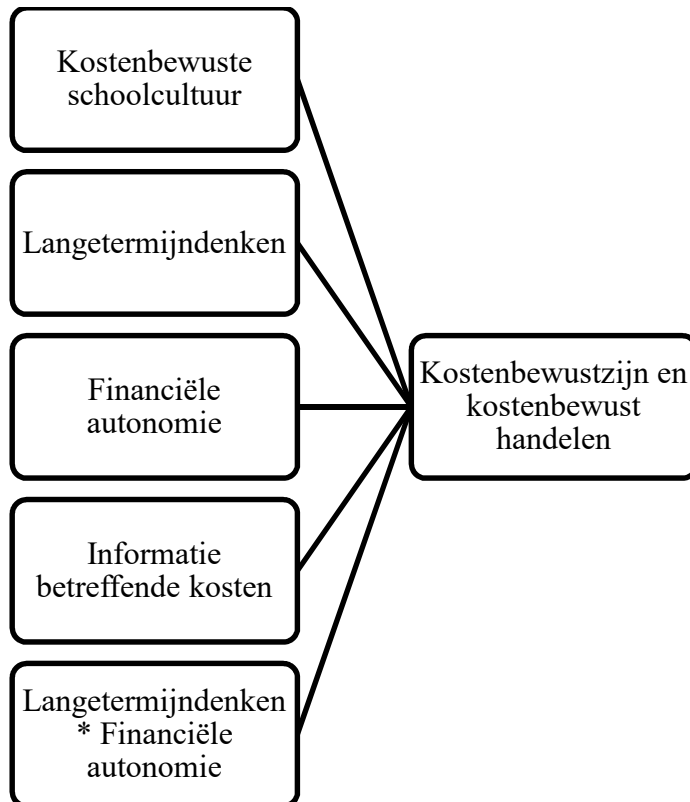 Kostenbewuste
schoolcultuur
Langetermijndenken
Financiële
autonomie
Informatie
betreffende kosten
Langetermijndenken
* Financiële
autonomie
Kostenbewustzijn en
kostenbewust
handelen